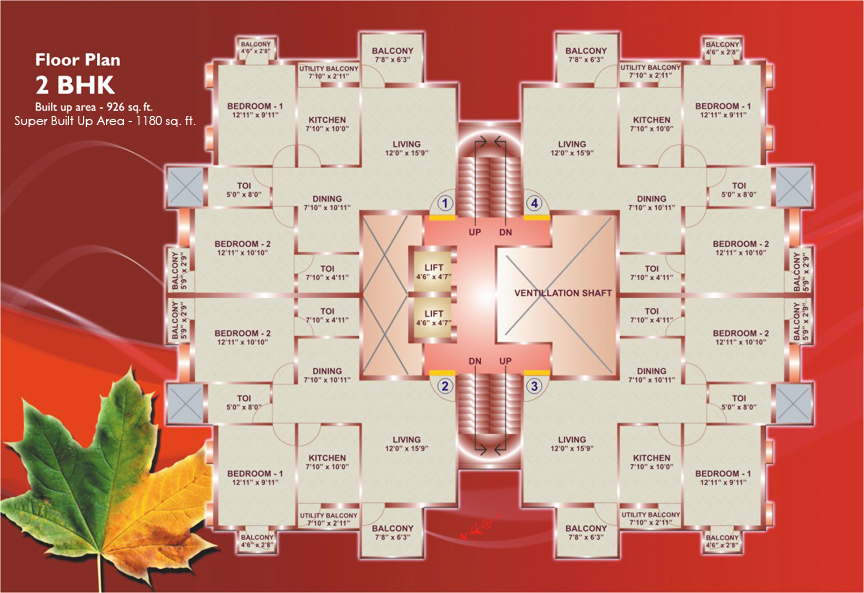 Floor Plan
2 BHK
Built up area - 926 sq. ft.
Super Built Up Area - 1180 sq. ft.
BALCONY
4'6" x 2'8"
UTILITY BALCONY
7'10" x 2'11"
BALCONY
7'8" x 6'3"
BEDROOM - 1
12'11" x 9'11"
KITCHEN
7'10" x 10'0"
LIVING
12'0" x 15'9"
TOI
5'0" x 8'0"
DINING
7'10" x 10'11"
BEDROOM - 2
12'11" x 10'10"
TOI
7'10" x 4'11"
BALCONY
5'9" x 2'9"
1
BALCONY
7'8" x 6'3"
UTILITY BALCONY
7'10" x 2'11"
BALCONY
4'6" x 2'8"
LIVING
12'0" x 15'9"
KITCHEN
7'10" x 10'0"
BEDROOM - 1
12'11" x 9'11"
DINING
7'10" x 10'11"
TOI
5'0" x 8'0"
TOI
7'10" x 4'11"
BEDROOM - 2
12'11" x 10'10"
BALCONY
5'9" x 2'9"
4
UP DN
LIFT
4'6" x 4'7"
LIFT
4'6" x 4'7"
VENTILLATION SHAFT
DN UP
BALCONY
5'9" x 2'9"
BEDROOM - 2
12'11" x 10'10"
TOI
7'10" x 4'11"
DINING
7'10" x 10'11"
TOI
5'0" x 8'0"
2
LIVING
12'0" x 15'9"
KITCHEN
7'10" x 10'0"
BEDROOM - 1
12'11" x 9'11"
UTILITY BALCONY
7'10" x 2'11"
BALCONY
4'6" x 2'8"
BALCONY
7'8" x 6'3"
TOI
7'10" x 4'11"
BEDROOM - 2
12'11" x 10'10"
BALCONY
5'9" x 2'9"
DINING
7'10" x 10'11"
TOI
5'0" x 8'0"
3
LIVING
12'0" x 15'9"
KITCHEN
7'10" x 10'0"
BEDROOM - 1
12'11" x 9'11"
BALCONY
7'8" x 6'3"
UTILITY BALCONY
7'10" x 2'11"
BALCONY
4'6" x 2'8"